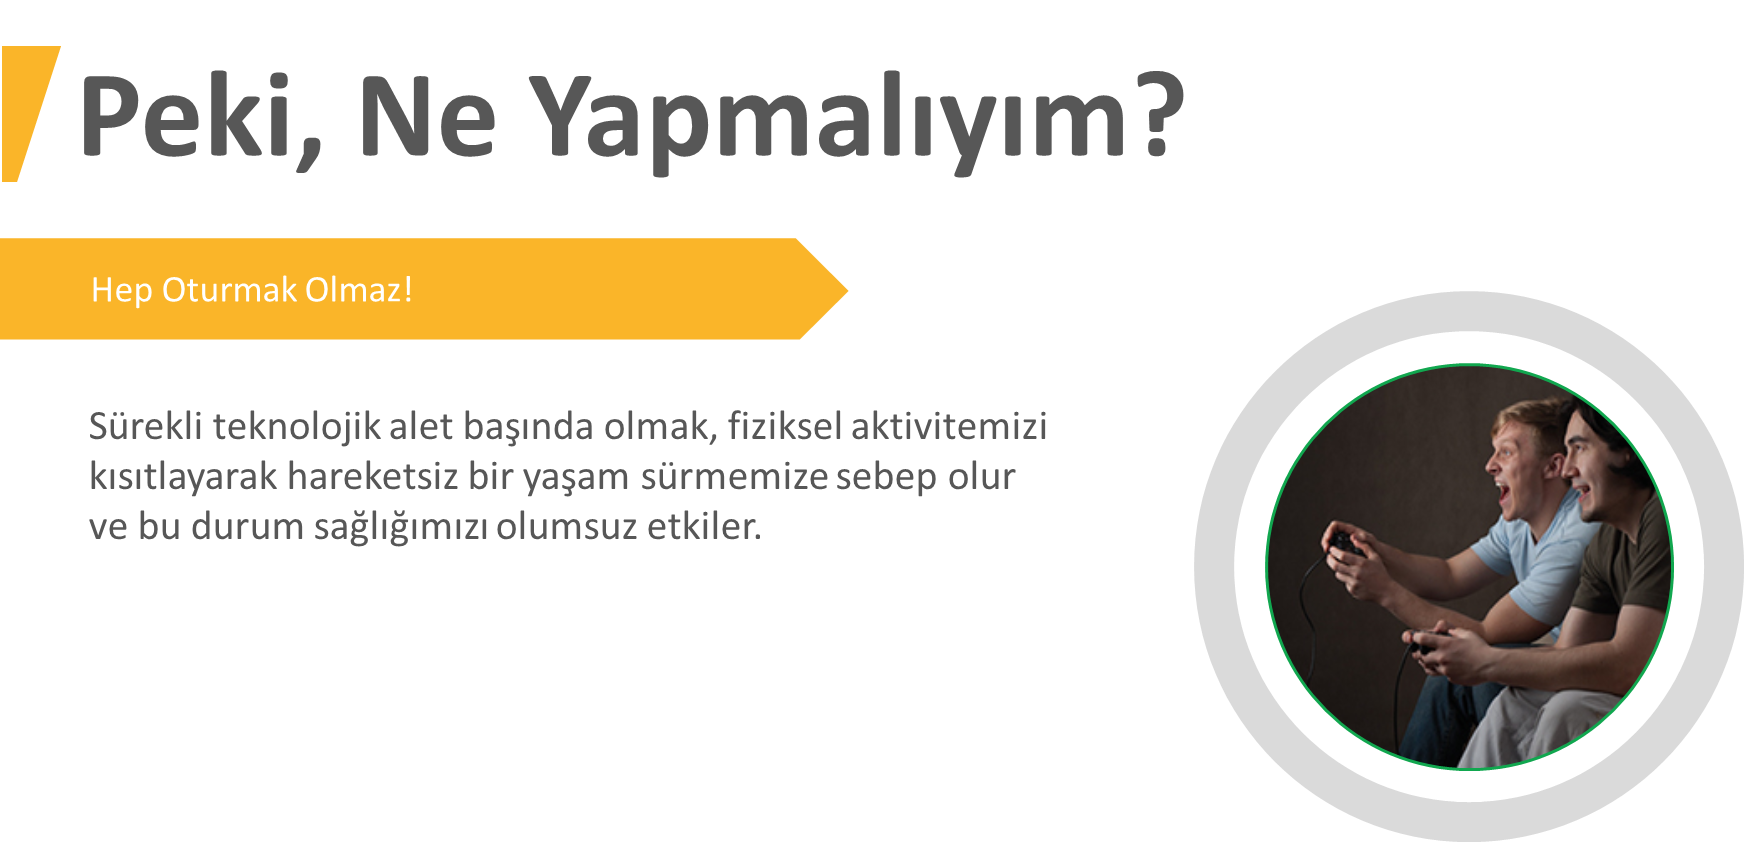 Peki, Ne Yapmalıyım?
Hep Oturmak Olmaz!
Sürekli teknolojik alet başında olmak, fiziksel aktivitemizi
kısıtlayarak hareketsiz bir yaşam sürmemize sebep olur
ve bu durum sağlığımızı olumsuz etkiler.